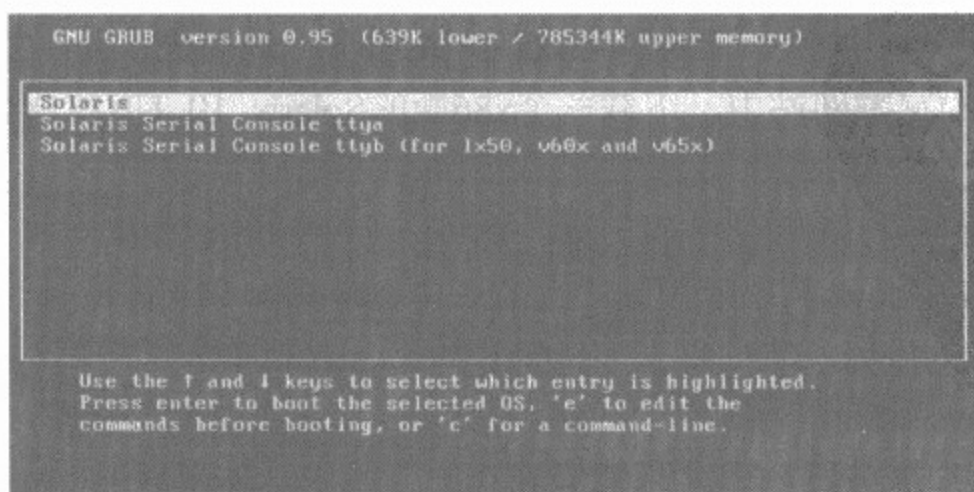 GNU GRUB version 0.95 (639K lower / 785344K upper memory)
Solaris
Solaris Serial Console ttya
Solaris Serial Console ttyb (for lx50, v60x and v65x)
Use the ↑ and ↓ keys to select which entry is highlighted.
Press enter to boot the selected OS, 'e' to edit the
commands before booting, or 'c' for a command-line.